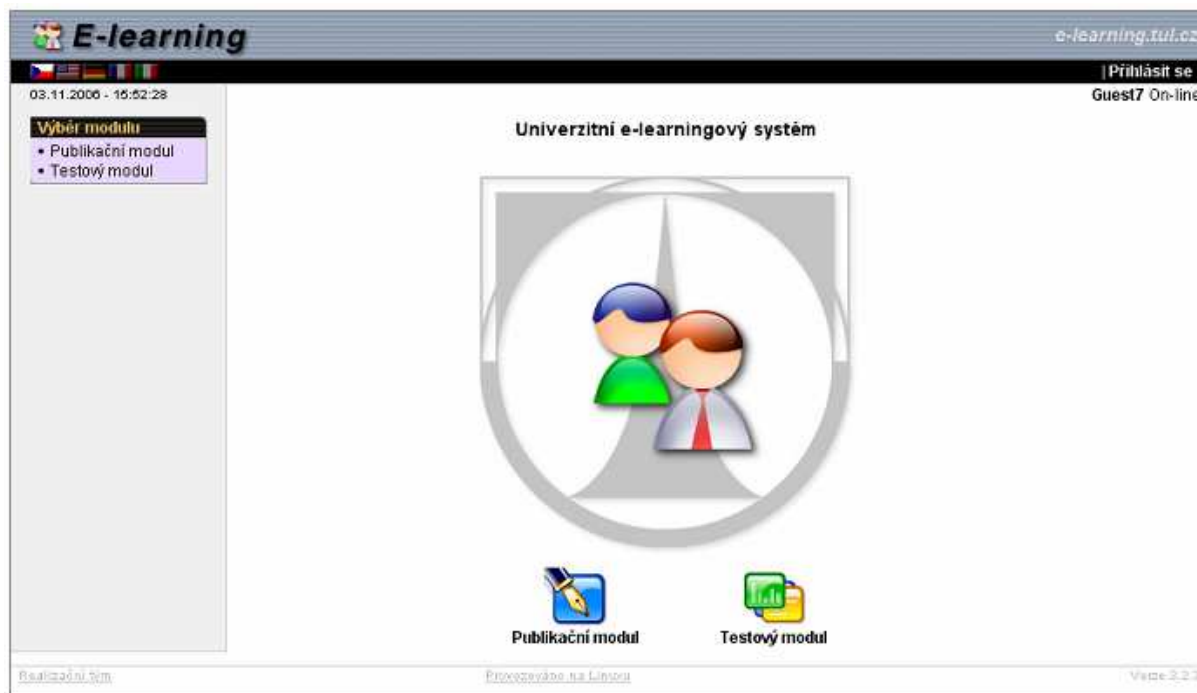 E-learning
e-learning.tul.cz
|Přihlásit se
03.11.2006 - 15:52:28
Guest7 On-line
Výběr modulu
• Publikační modul
• Testový modul
Univerzitní e-learningový systém
Publikační modul
Testový modul
Realizační tým
Provozováno na Linuxu
Verze